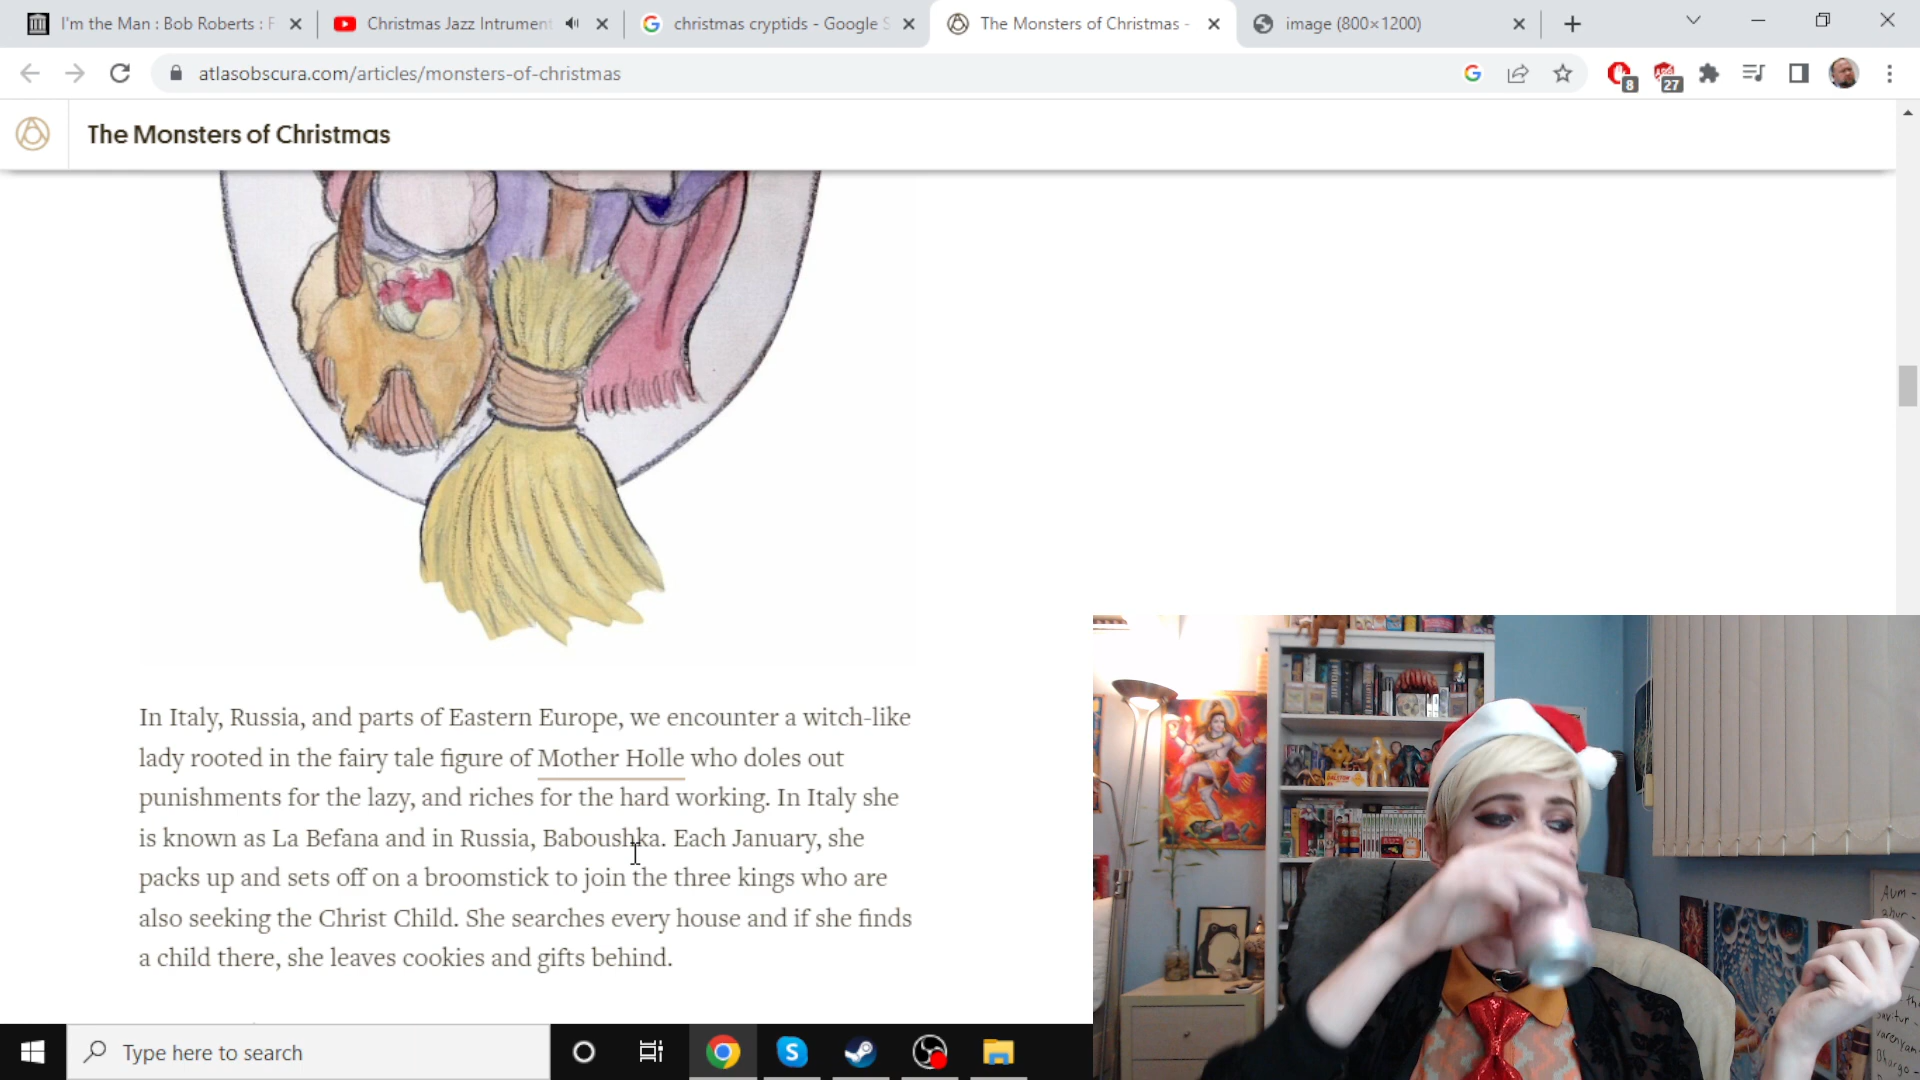 I'm the Man : Bob Roberts : F
Christmas Jazz Intrument
christmas cryptids - Google S
The Monsters of Christmas -
image (800×1200)
atlasobscura.com/articles/monsters-of-christmas
8
27
The Monsters of Christmas
In Italy, Russia, and parts of Eastern Europe, we encounter a witch-like
lady rooted in the fairy tale figure of Mother Holle who doles out
punishments for the lazy, and riches for the hard working. In Italy she
is known as La Befana and in Russia, Baboushka. Each January, she
packs up and sets off on a broomstick to join the three kings who are
also seeking the Christ Child. She searches every house and if she finds
a child there, she leaves cookies and gifts behind.
Aum -
Type here to search